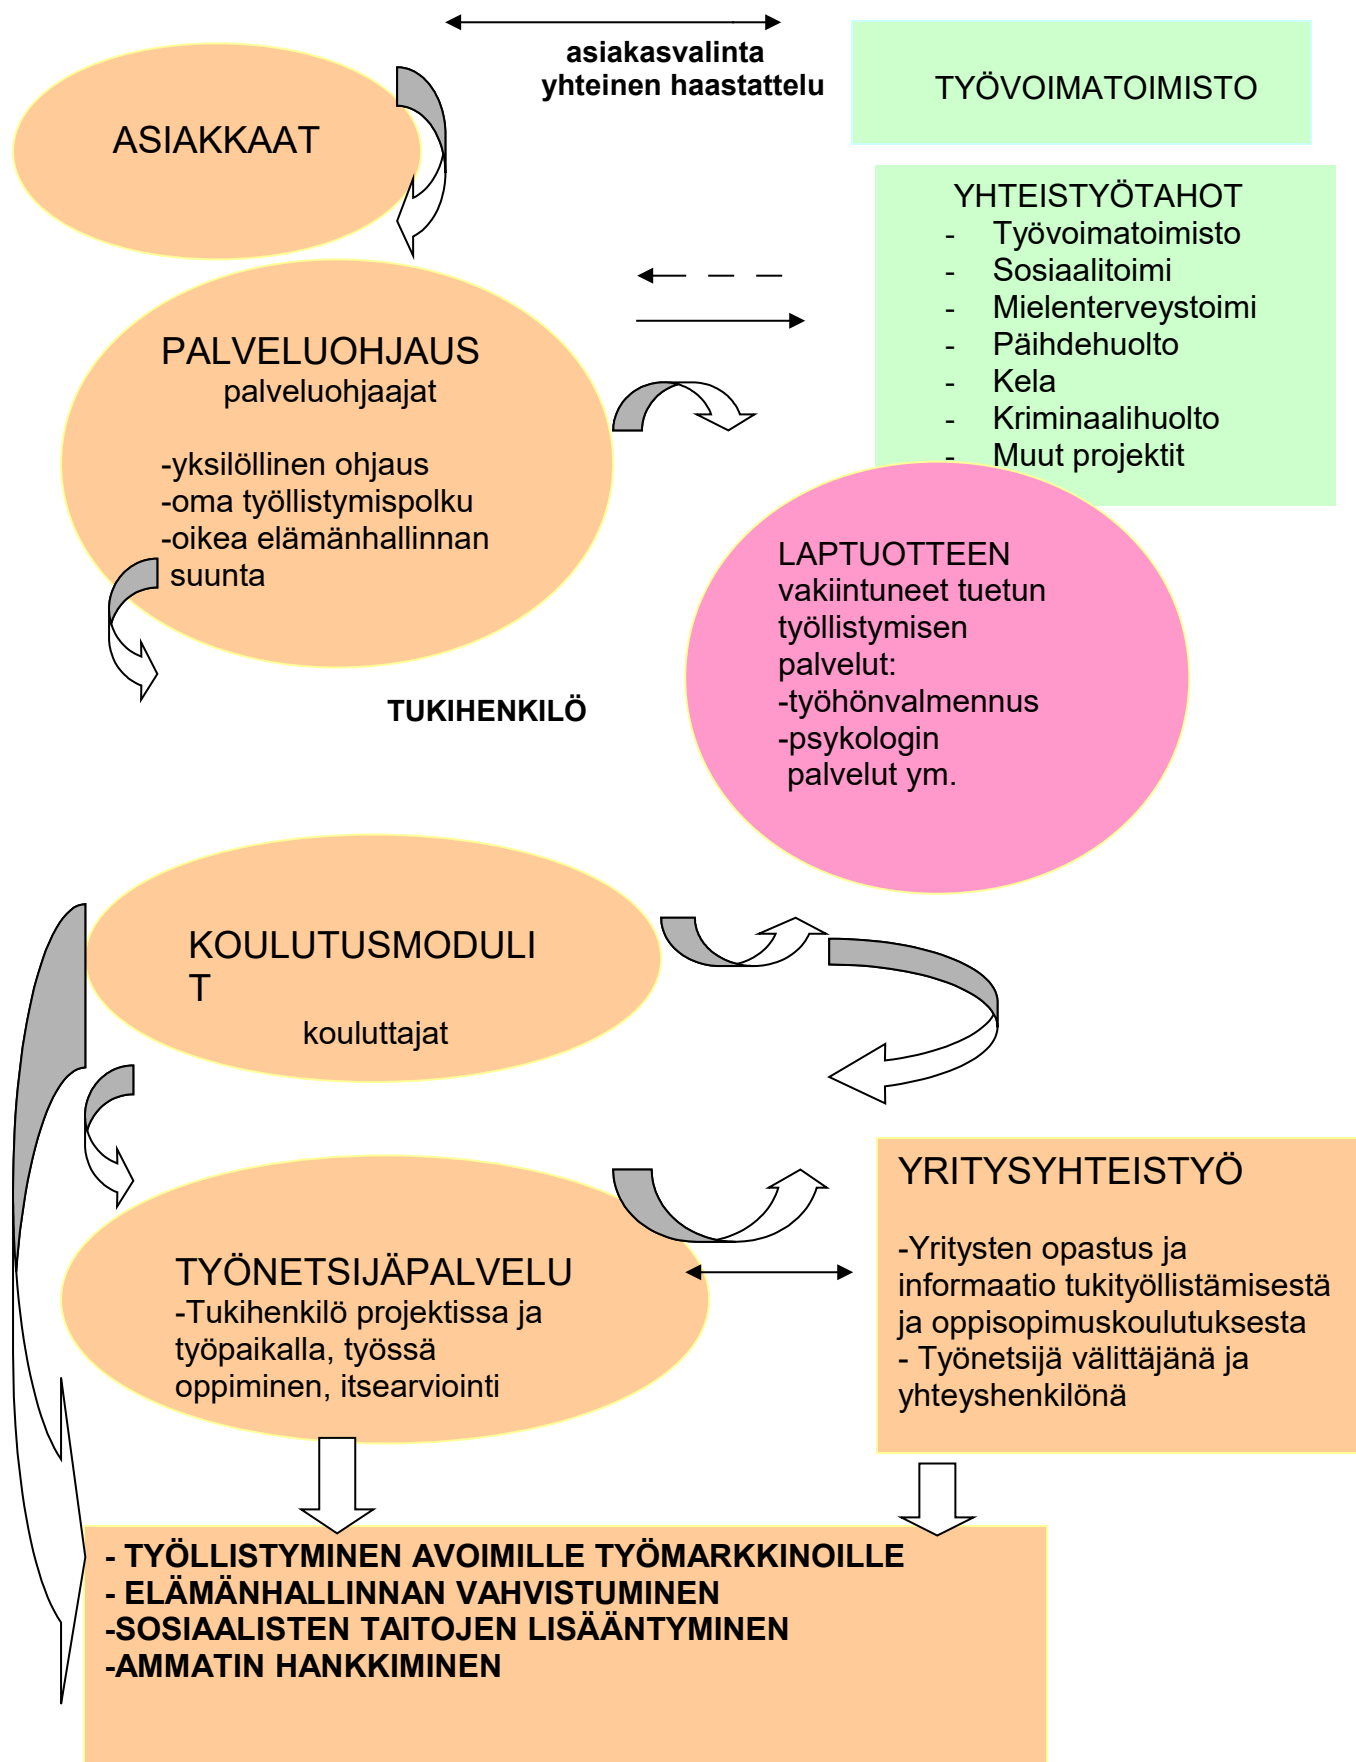 asiakasvalinta
yhteinen haastattelu
TYÖVOIMATOIMISTO
ASIAKKAAT
YHTEISTYÖTAHOT
- Työvoimatoimisto
- Sosiaalitoimi
- Mielenterveystoimi
- Päihdehuolto
- Kela
- Kriminaalihuolto
- Muut projektit
PALVELUOHJAUS
palveluohjaajat
-yksilöllinen ohjaus
-oma työllistymispolku
-oikea elämänhallinnan
suunta
LAPTUOTTEEN
vakiintuneet tuetun
työllistymisen
palvelut:
-työhönvalmennus
-psykologin
palvelut ym.
TUKIHENKILÖ
KOULUTUSMODULI
T
kouluttajat
TYÖNETSIJÄPALVELU
-Tukihenkilö projektissa ja
työpaikalla, työssä
oppiminen, itsearviointi
YRITYSYHTEISTYÖ
-Yritysten opastus ja
informaatio tukityöllistämisestä
ja oppisopimuskoulutuksesta
- Työnetsijä välittäjänä ja
yhteyshenkilönä
- TYÖLLISTYMINEN AVOIMILLE TYÖMARKKINOILLE
- ELÄMÄNHALLINNAN VAHVISTUMINEN
-SOSIAALISTEN TAITOJEN LISÄÄNTYMINEN
-AMMATIN HANKKIMINEN